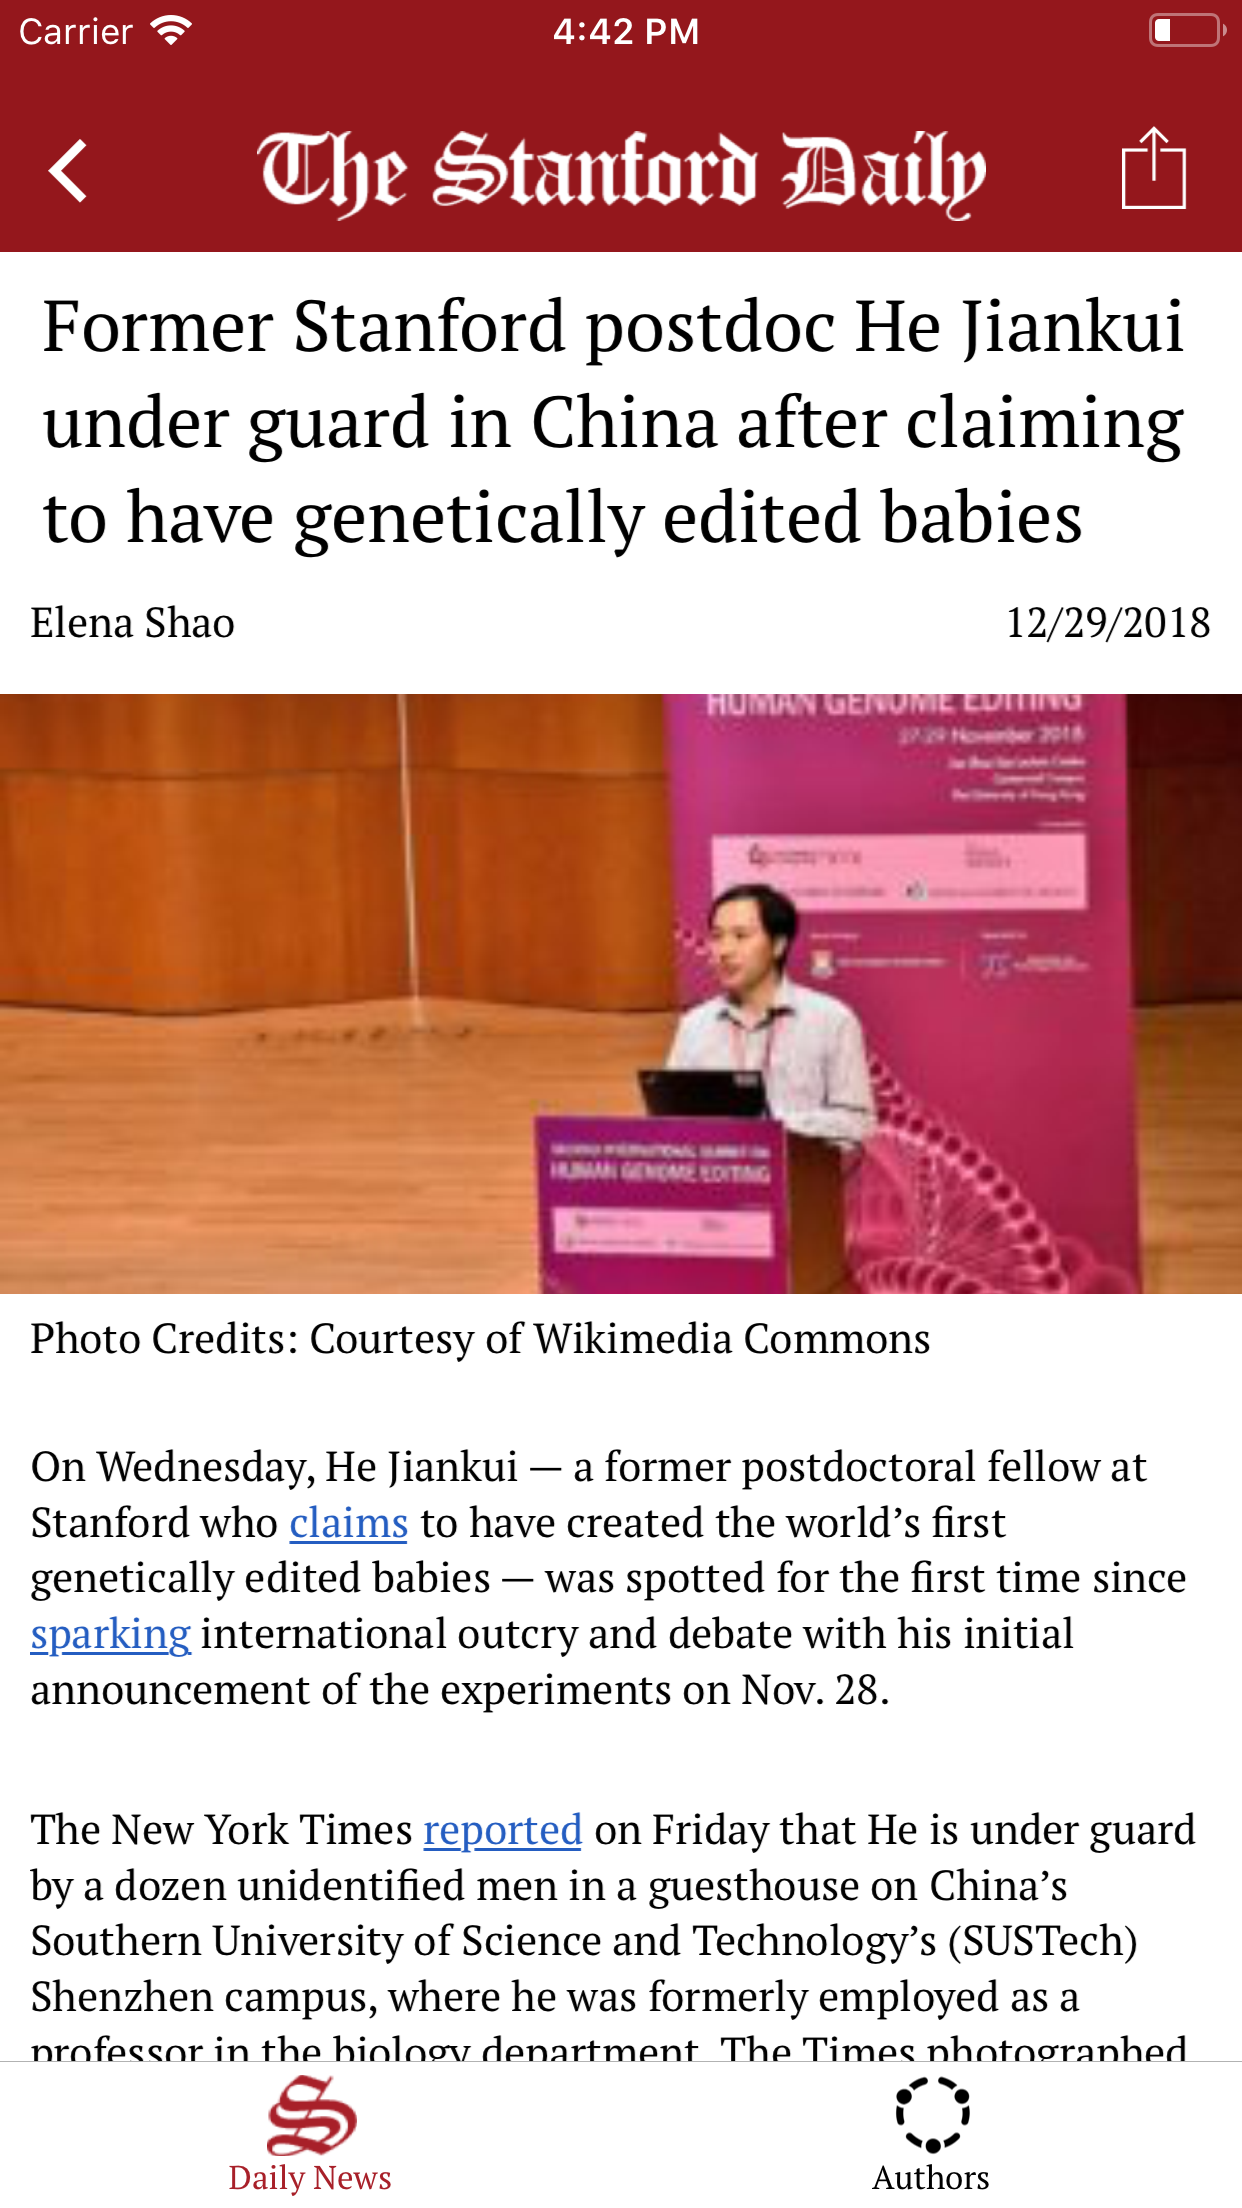 Carrier
4:42 PM
The Stanford Daily
Former Stanford postdoc He Jiankui
under guard in China after claiming
to have genetically edited babies
Elena Shao
12/29/2018
HUMAN GENOME EDITING
27-29 November 2018
HUMAN GENOME EDITING
Photo Credits: Courtesy of Wikimedia Commons
On Wednesday, He Jiankui — a former postdoctoral fellow at
Stanford who claims to have created the world’s first
genetically edited babies — was spotted for the first time since
sparking international outcry and debate with his initial
announcement of the experiments on Nov. 28.
The New York Times reported on Friday that He is under guard
by a dozen unidentified men in a guesthouse on China’s
Southern University of Science and Technology’s (SUSTech)
Shenzhen campus, where he was formerly employed as a
professor in the biology department. The Times photographed
Daily News
Authors